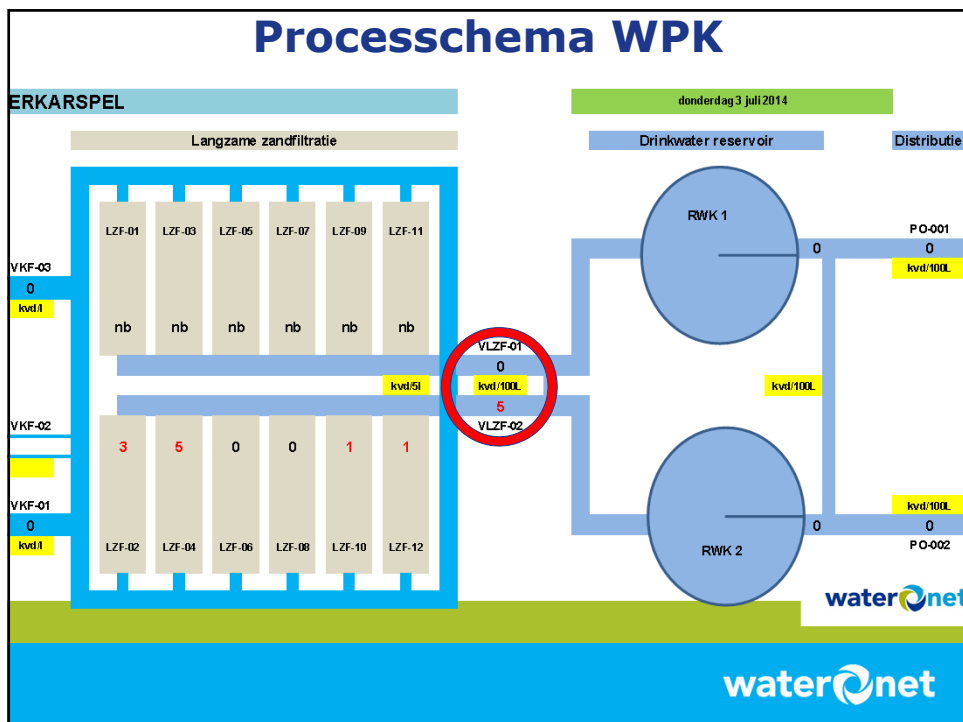 Processchema WPK
ERKARSPEL
donderdag 3 juli 2014
Langzame zandfiltratie
Drinkwater reservoir
Distributie
LZF-01 LZF-03 LZF-05 LZF-07 LZF-09 LZF-11
RWK 1
PO-001
0
0
kvd/100L
VKF-03
0
kvd/l
nb nb nb nb nb nb
VLZF-01
0
kvd/5l
kvd/100L
kvd/100L
5
VLZF-02
VKF-02
3 5 0 0 1 1
VKF-01
0
kvd/l
LZF-02 LZF-04 LZF-06 LZF-08 LZF-10 LZF-12
RWK 2
0
kvd/100L
0
PO-002
waternet
waternet